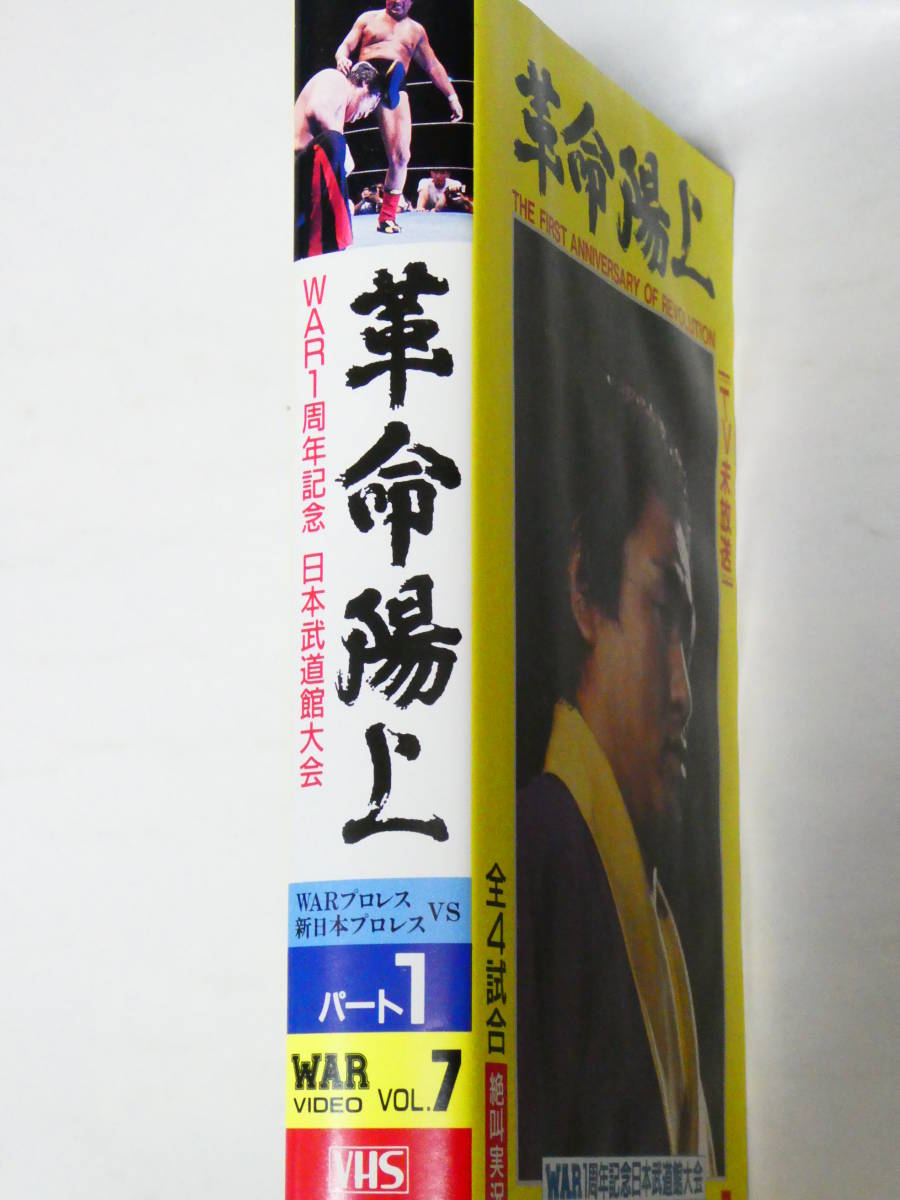 革命陽上
WAR1周年記念 日本武道館大会
WARプロレス
新日本プロレス
VS
パート1
WAR
VIDEO VOL.7
VHS
革命陽上
THE FIRST ANNIVERSARY OF REVOLUTION
TV未放送
全4試合
絶叫実況
WAR1周年記念日本武道館大会